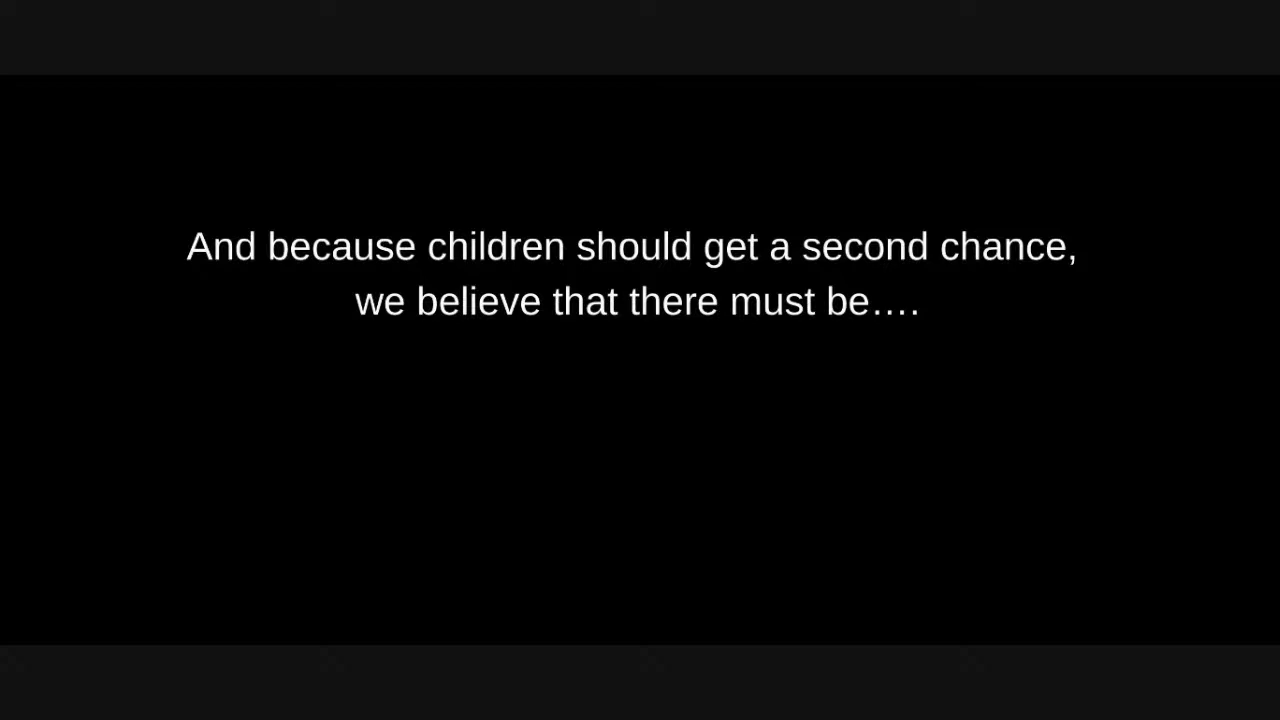 And because children should get a second chance,
we believe that there must be….